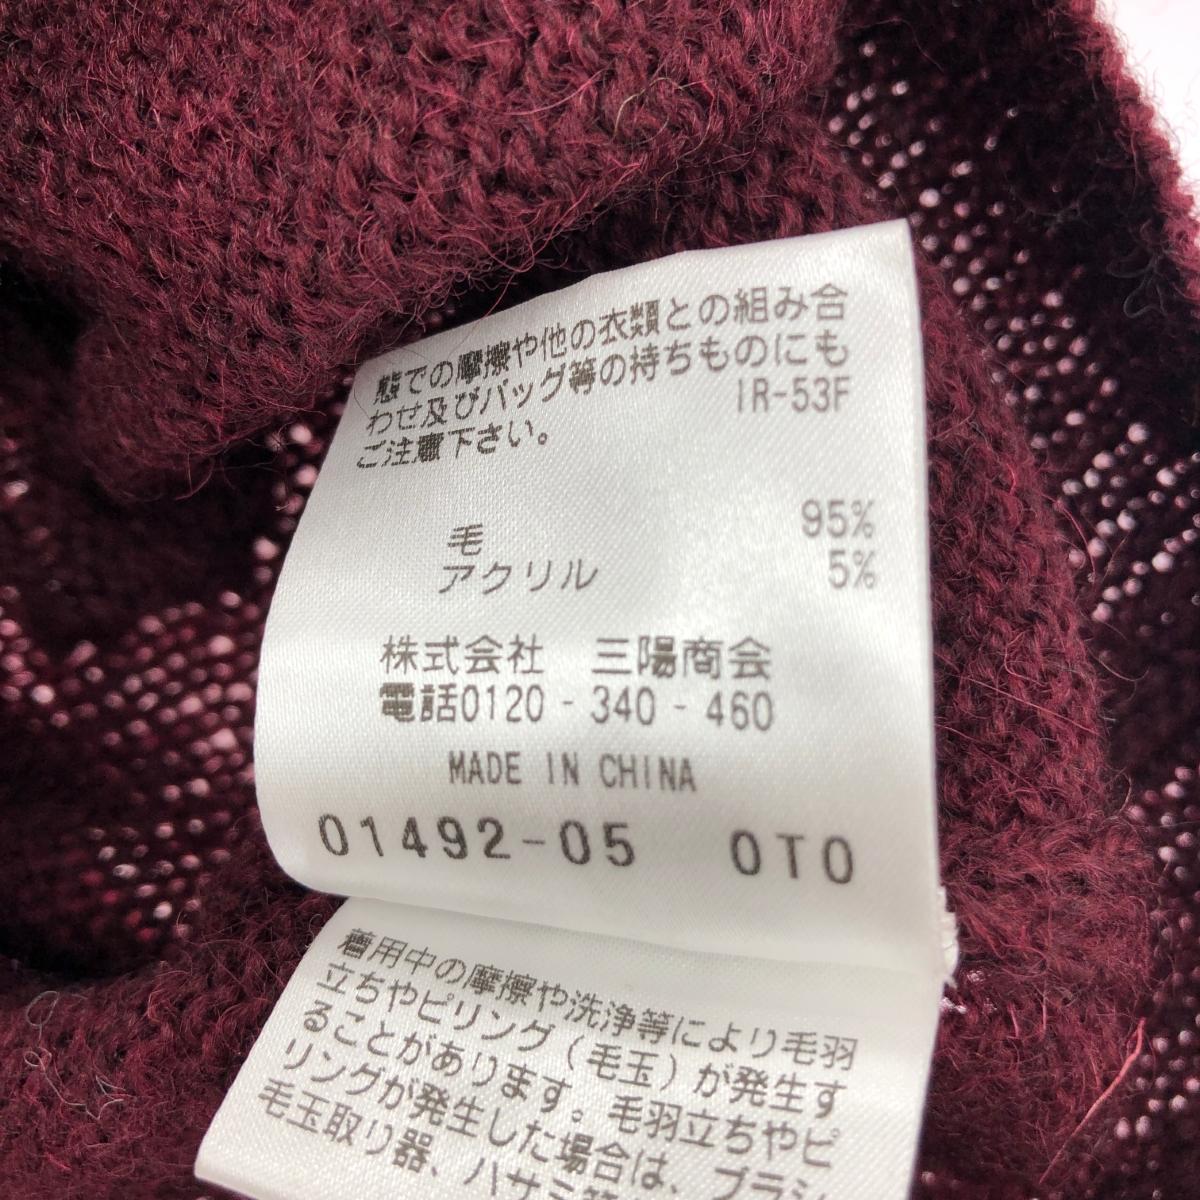 態での摩擦や他の衣類との組み合
わせ及びバッグ等の持ちものにも
ご注意下さい。 IR-53F
毛 95%
アクリル 5%
株式会社 三陽商会
電話0120-340-460
MADE IN CHINA
01492-05 0T0
着用中の摩擦や洗浄等により毛羽
立ちやピリング(毛玉)が発生す
ることがあります。毛羽立ちやピ
リングが発生した場合は、ブラシ
毛玉取り器、ハサミ等